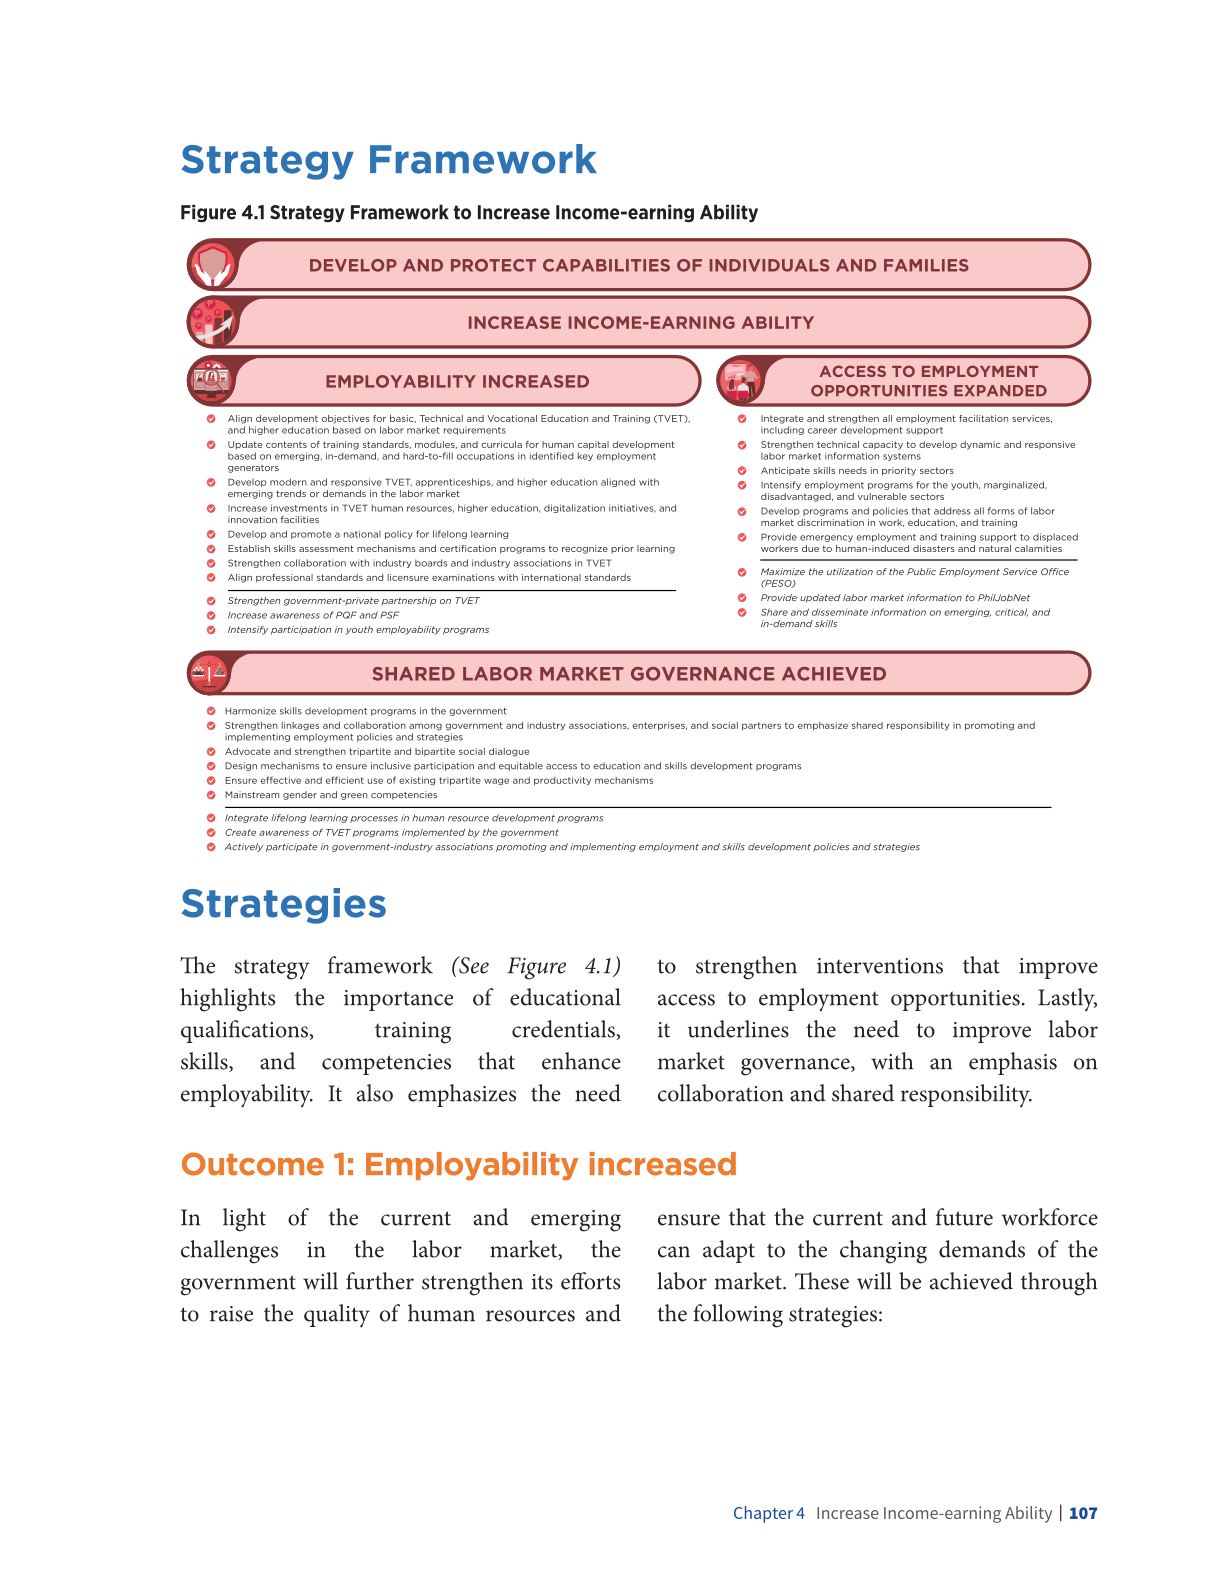 Strategy Framework
Figure 4.1 Strategy Framework to Increase Income-earning Ability
DEVELOP AND PROTECT CAPABILITIES OF INDIVIDUALS AND FAMILIES
INCREASE INCOME-EARNING ABILITY
EMPLOYABILITY INCREASED
Align development objectives for basic, Technical and Vocational Education and Training (TVET),
and higher education based on labor market requirements
Update contents of training standards, modules, and curricula for human capital development
based on emerging, in-demand, and hard-to-fill occupations in identified key employment
generators
Develop modern and responsive TVET, apprenticeships, and higher education aligned with
emerging trends or demands in the labor market
Increase investments in TVET human resources, higher education, digitalization initiatives, and
innovation facilities
Develop and promote a national policy for lifelong learning
Establish skills assessment mechanisms and certification programs to recognize prior learning
Strengthen collaboration with industry boards and industry associations in TVET
Align professional standards and licensure examinations with international standards
Strengthen government-private partnership on TVET
Increase awareness of PQF and PSF
Intensify participation in youth employability programs
ACCESS TO EMPLOYMENT
OPPORTUNITIES EXPANDED
Integrate and strengthen all employment facilitation services,
including career development support
Strengthen technical capacity to develop dynamic and responsive
labor market information systems
Anticipate skills needs in priority sectors
Intensify employment programs for the youth, marginalized,
disadvantaged, and vulnerable sectors
Develop programs and policies that address all forms of labor
market discrimination in work, education, and training
Provide emergency employment and training support to displaced
workers due to human-induced disasters and natural calamities
Maximize the utilization of the Public Employment Service Office
(PESO)
Provide updated labor market information to PhilJobNet
Share and disseminate information on emerging, critical, and
in-demand skills
SHARED LABOR MARKET GOVERNANCE ACHIEVED
Harmonize skills development programs in the government
Strengthen linkages and collaboration among government and industry associations, enterprises, and social partners to emphasize shared responsibility in promoting and
implementing employment policies and strategies
Advocate and strengthen tripartite and bipartite social dialogue
Design mechanisms to ensure inclusive participation and equitable access to education and skills development programs
Ensure effective and efficient use of existing tripartite wage and productivity mechanisms
Mainstream gender and green competencies
Integrate lifelong learning processes in human resource development programs
Create awareness of TVET programs implemented by the government
Actively participate in government-industry associations promoting and implementing employment and skills development policies and strategies
Strategies
The strategy framework (See Figure 4.1)
highlights the importance of educational
qualifications, training credentials,
skills, and competencies that enhance
employability. It also emphasizes the need
to strengthen interventions that improve
access to employment opportunities. Lastly,
it underlines the need to improve labor
market governance, with an emphasis on
collaboration and shared responsibility.
Outcome 1: Employability increased
In light of the current and emerging
challenges in the labor market, the
government will further strengthen its efforts
to raise the quality of human resources and
ensure that the current and future workforce
can adapt to the changing demands of the
labor market. These will be achieved through
the following strategies:
Chapter 4 Increase Income-earning Ability | 107